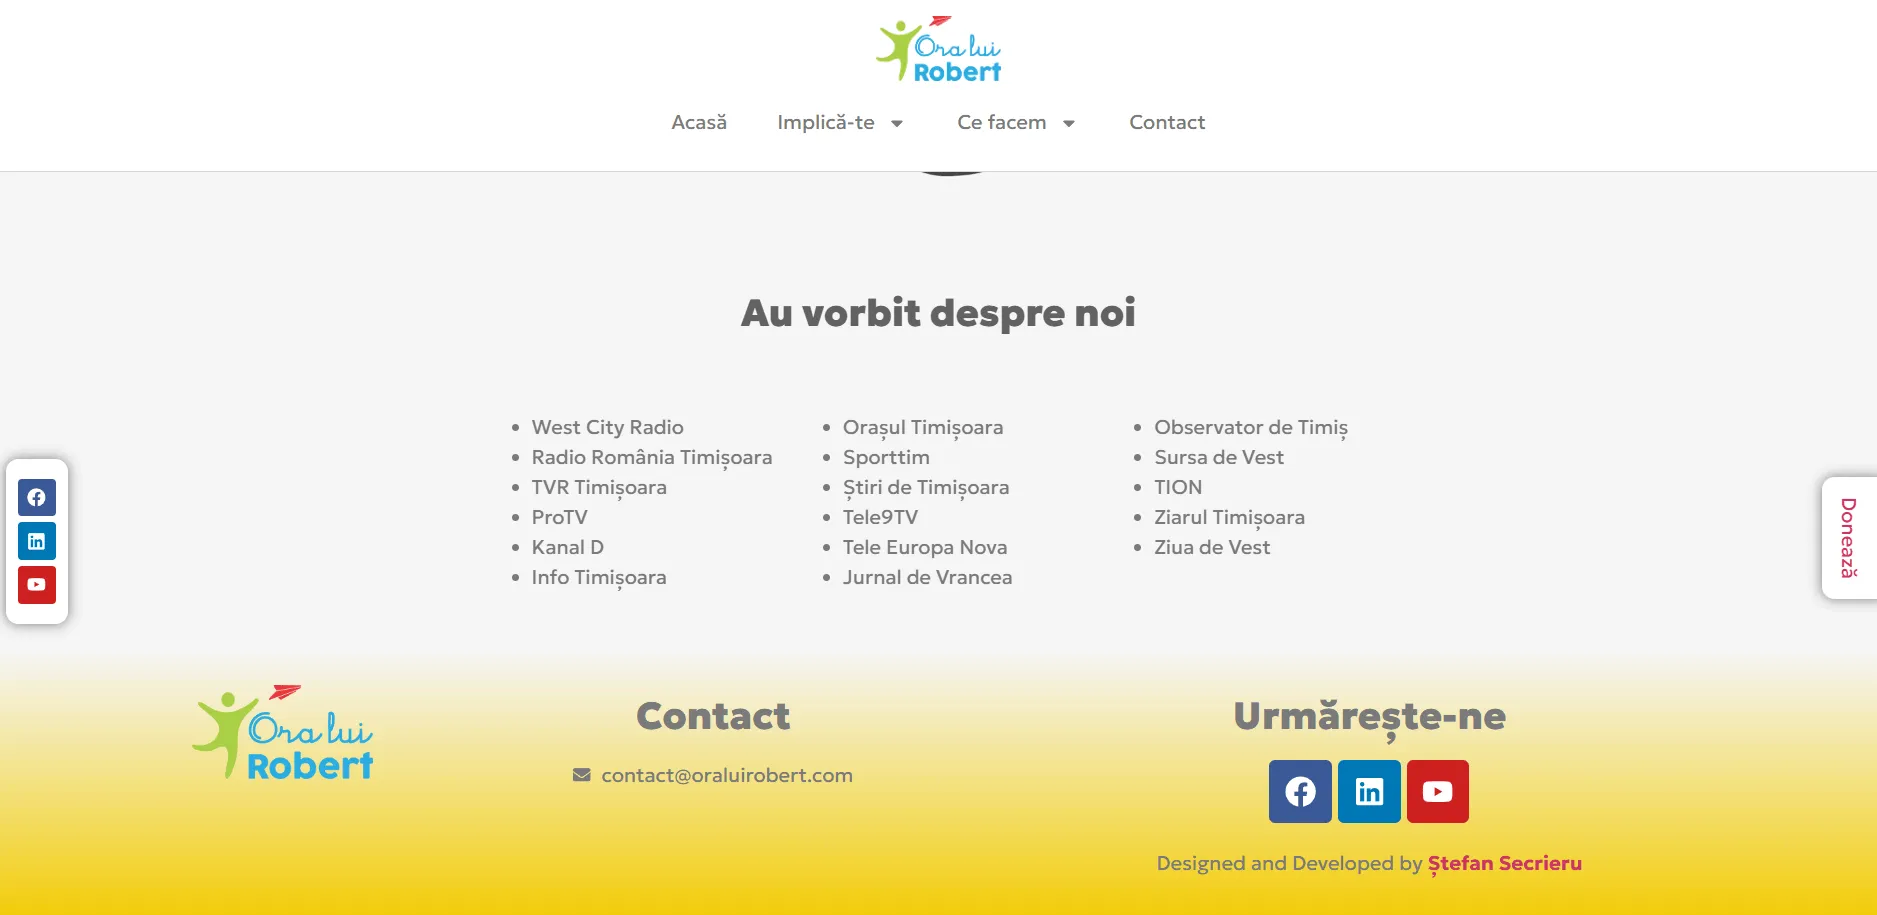 Ora lui
Robert
Acasă
Implică-te
Ce facem
Contact
Au vorbit despre noi
West City Radio
Radio România Timișoara
TVR Timișoara
ProTV
Kanal D
Info Timișoara
Orașul Timișoara
Sporttim
Știri de Timișoara
Tele9TV
Tele Europa Nova
Jurnal de Vrancea
Observator de Timiș
Sursa de Vest
TION
Ziarul Timișoara
Ziua de Vest
Donează
Ora lui
Robert
Contact
contact@oraluirobert.com
Urmărește-ne
Designed and Developed by Ștefan Secrieru